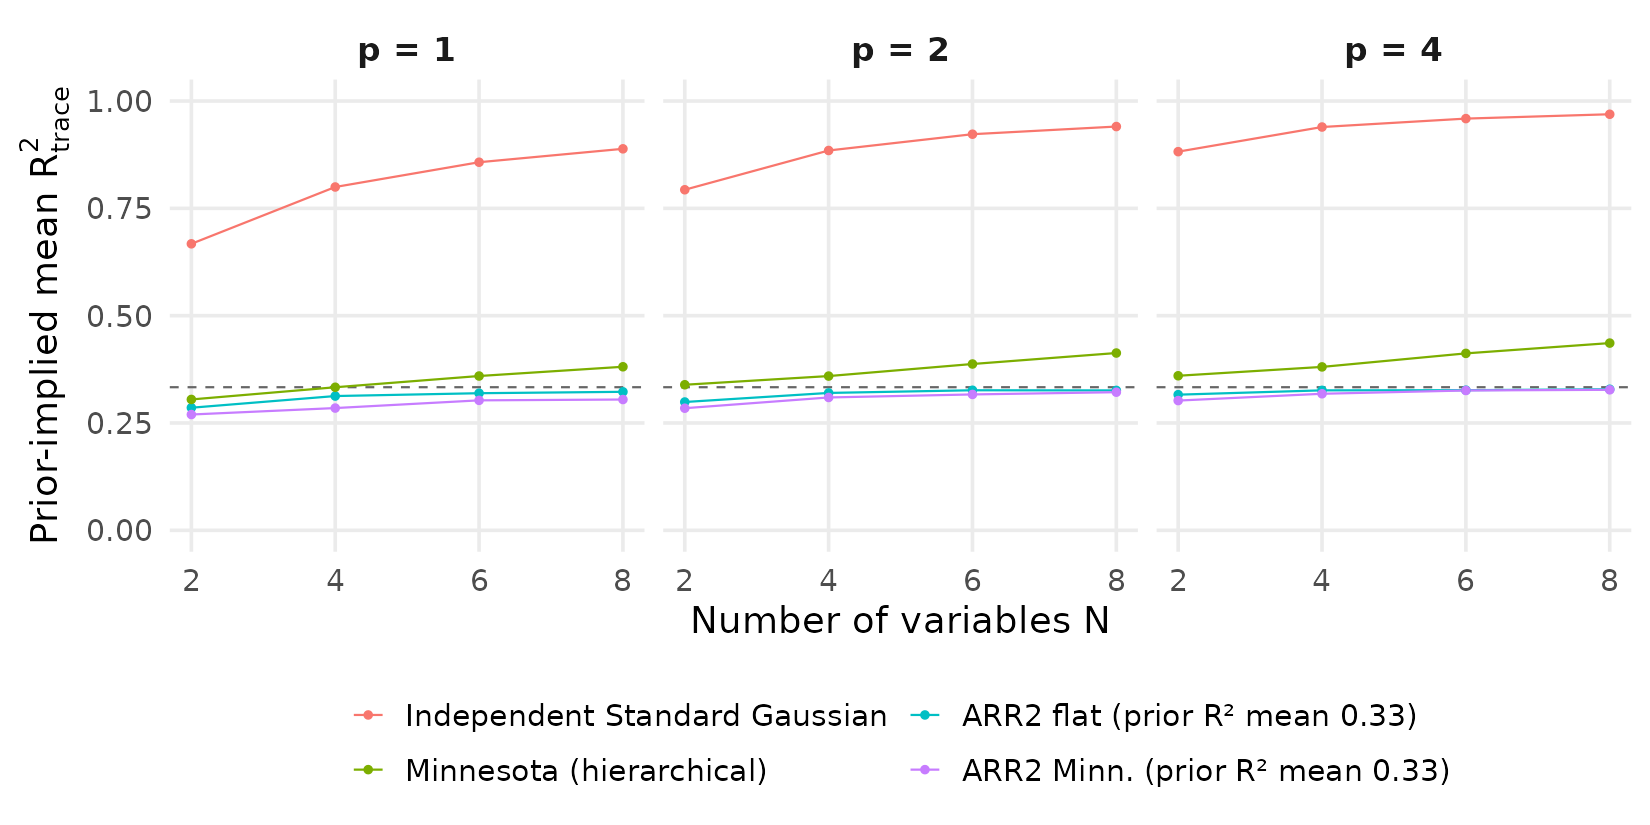 p = 1
p = 2
p = 4
Prior-implied mean R²trace
1.00
0.75
0.50
0.25
0.00
2 4 6 8
2 4 6 8
2 4 6 8
Number of variables N
Independent Standard Gaussian
Minnesota (hierarchical)
ARR2 flat (prior R² mean 0.33)
ARR2 Minn. (prior R² mean 0.33)